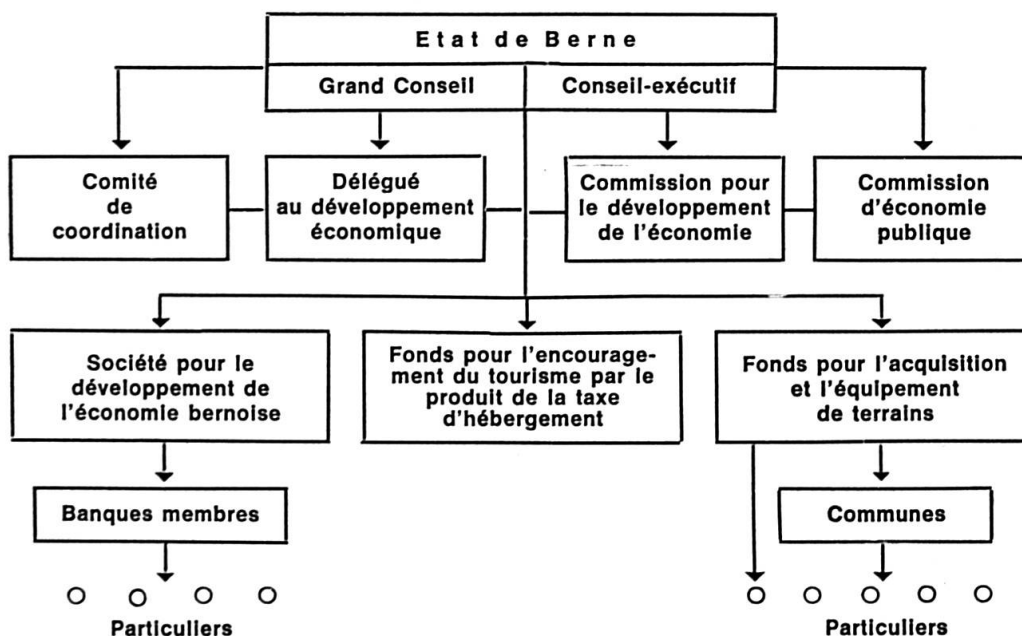 Etat de Berne
Grand Conseil
Conseil-exécutif
Comité
de
coordination
Délégué
au développement
économique
Commission pour
le développement
de l'économie
Commission
d'économie
publique
Société pour le
développement de
l'économie bernoise
Fonds pour l'encourage-
ment du tourisme par le
produit de la taxe
d'hébergement
Fonds pour l'acquisition
et l'équipement
de terrains
Banques membres
Communes
Particuliers
Particuliers